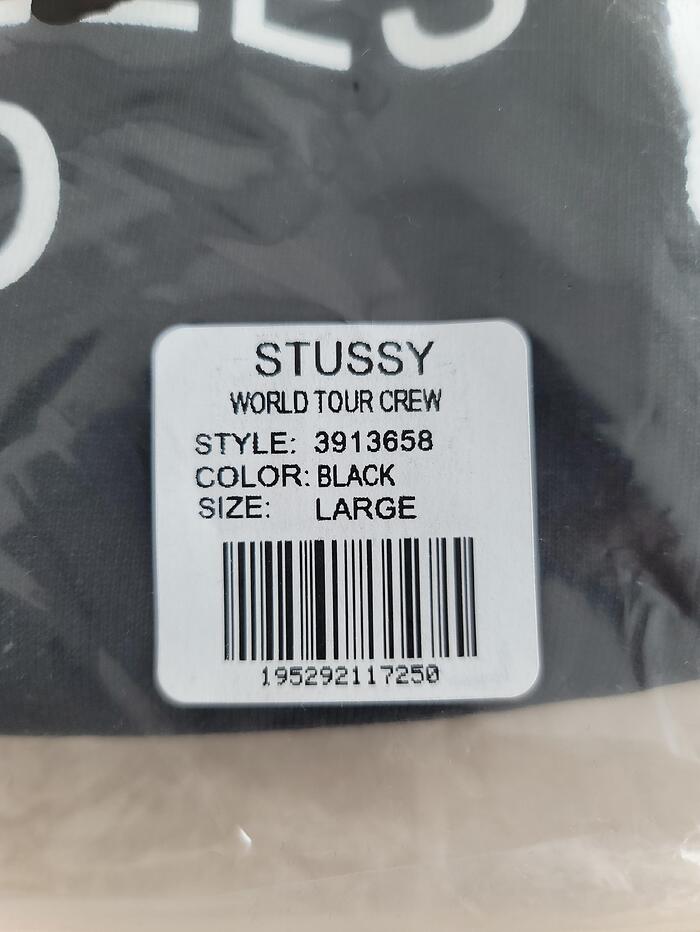 STUSSY
WORLD TOUR CREW
STYLE: 3913658
COLOR: BLACK
SIZE: LARGE
195292117250